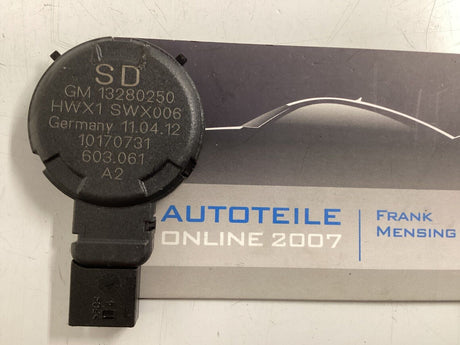 SD
GM 13280250
HWX1 SWX006
Germany 11.04.12
10170731
603.061
A2
AUTOTEILE
ONLINE 2007
FRANK
MENSING